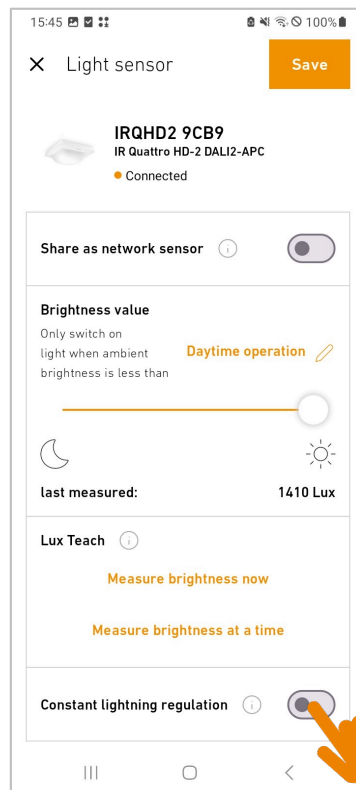 15:45 100%
Light sensor Save
IRQHD2 9CB9
IR Quattro HD-2 DALI2-APC
Connected
Share as network sensor i
Brightness value
Only switch on
light when ambient
brightness is less than
Daytime operation
last measured: 1410 Lux
Lux Teach i
Measure brightness now
Measure brightness at a time
Constant lightning regulation i